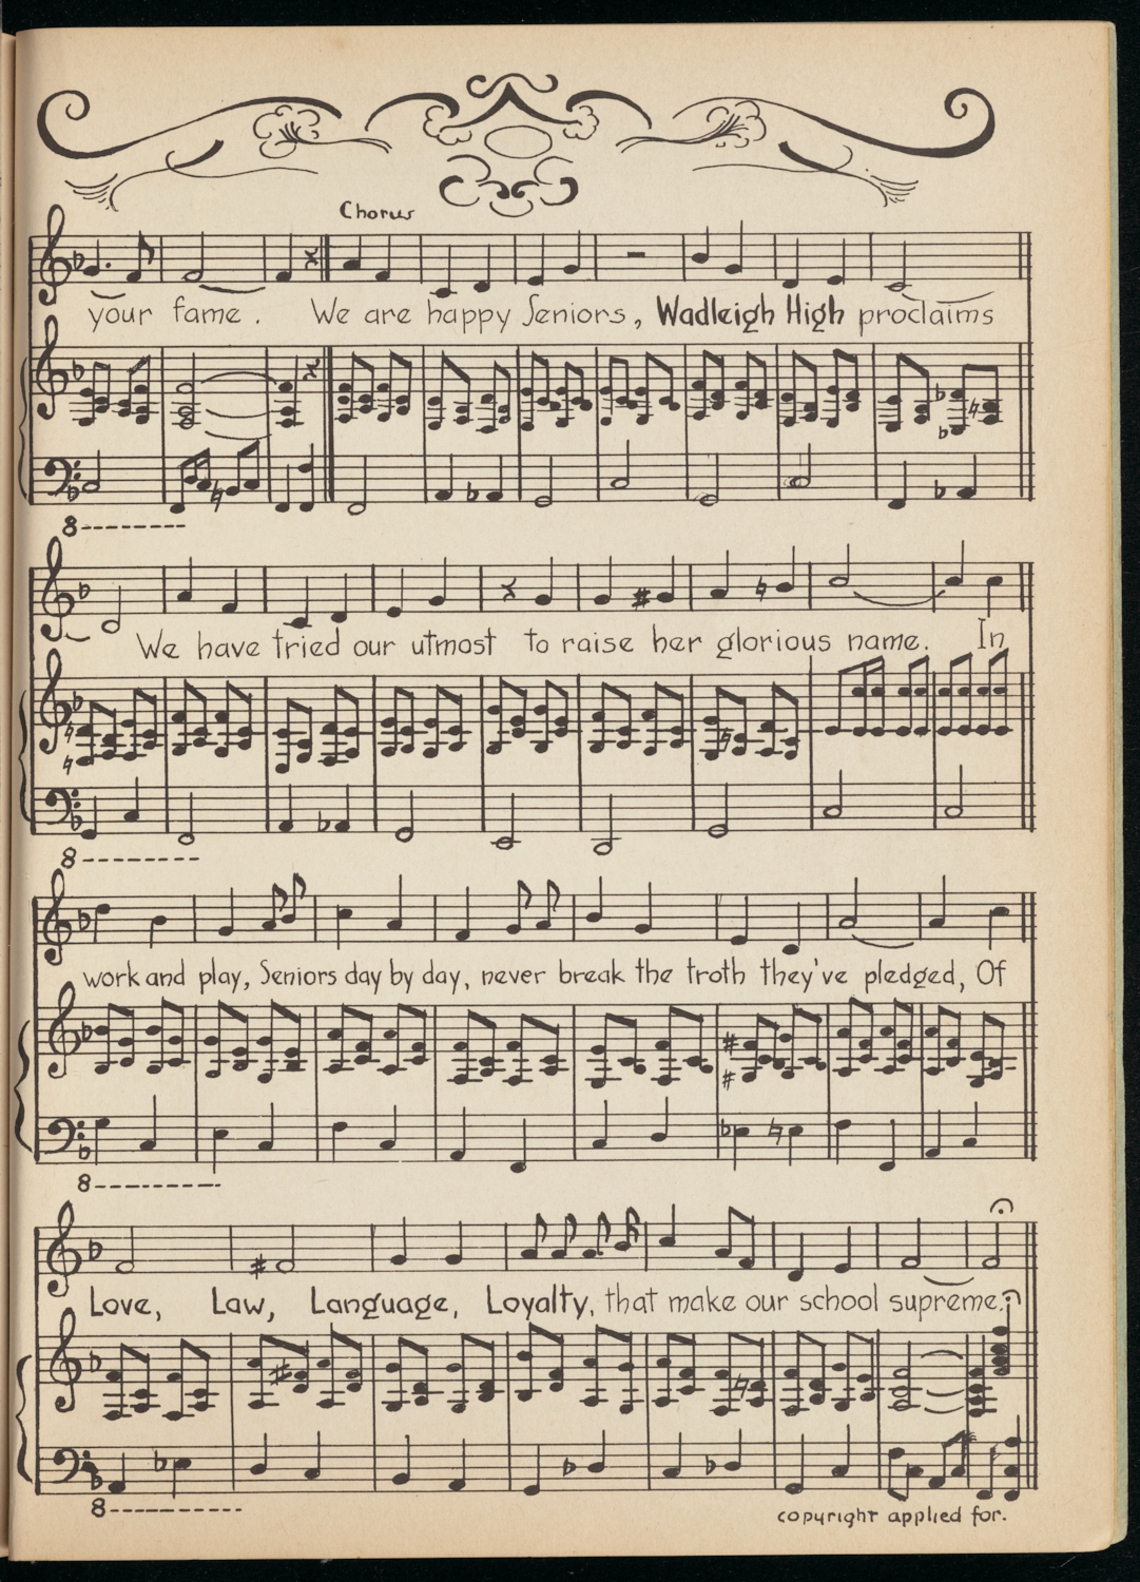 Chorus
your fame. We are happy Seniors, Wadleigh High proclaims
8
We have tried our utmost to raise her glorious name. In
8
work and play, Seniors day by day, never break the troth they've pledged, Of
8
Love, Law, Language, Loyalty, that make our school supreme.
8
copyright applied for.